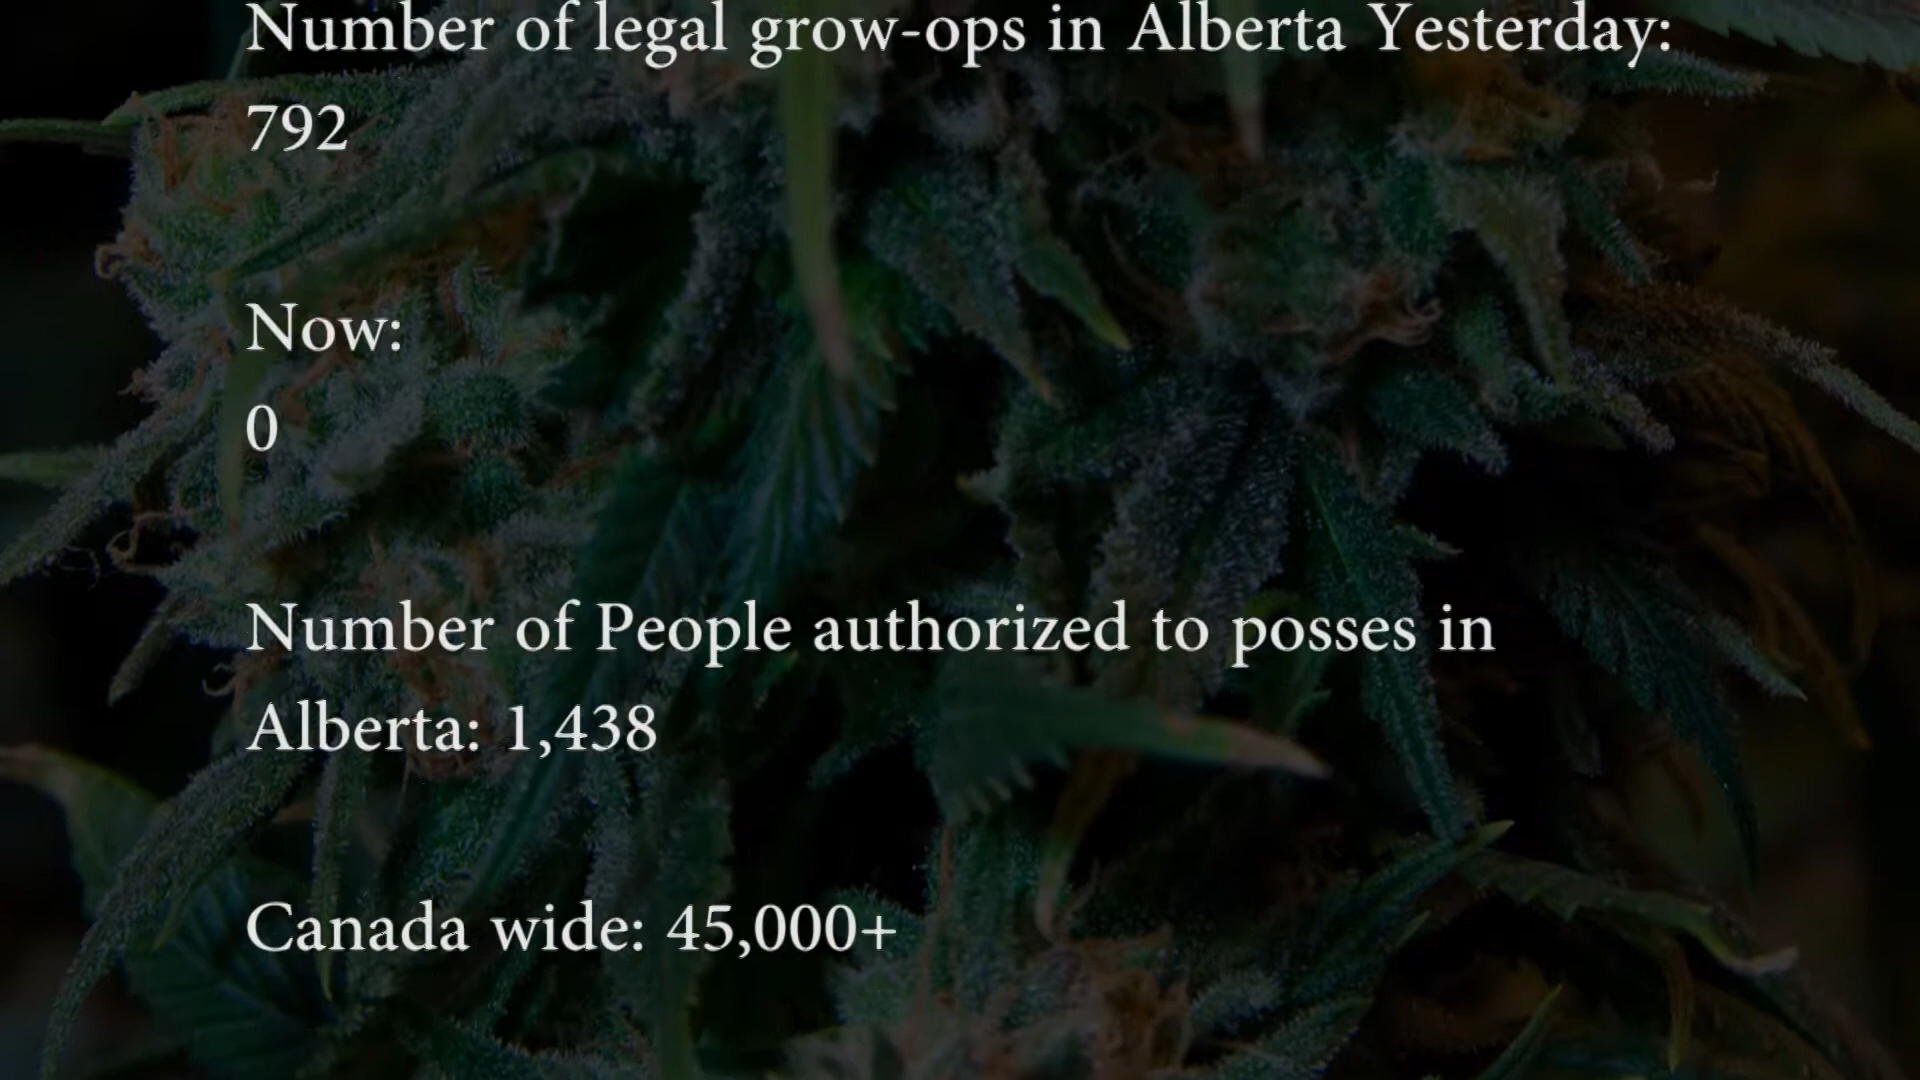 Number of legal grow-ops in Alberta Yesterday:
792
Now:
0
Number of People authorized to posses in
Alberta: 1,438
Canada wide: 45,000+